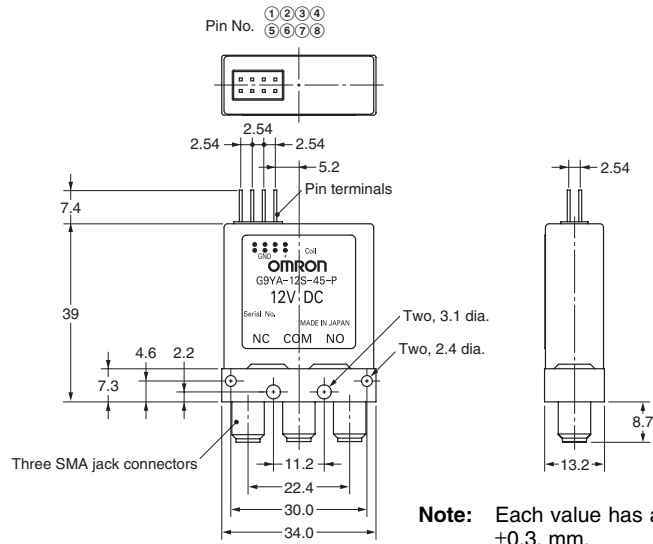 Pin No. ①②③④
⑤⑥⑦⑧
2.54
2.54
2.54
5.2
2.54
Pin terminals
7.4
39
GND + Coil
OMRON
G9YA-12S-45-P
12V DC
Serial No.
MADE IN JAPAN
NC COM NO
Two, 3.1 dia.
Two, 2.4 dia.
4.6
2.2
7.3
8.7
Three SMA jack connectors
11.2
13.2
22.4
30.0
34.0
Note: Each value has a
±0.3. mm.